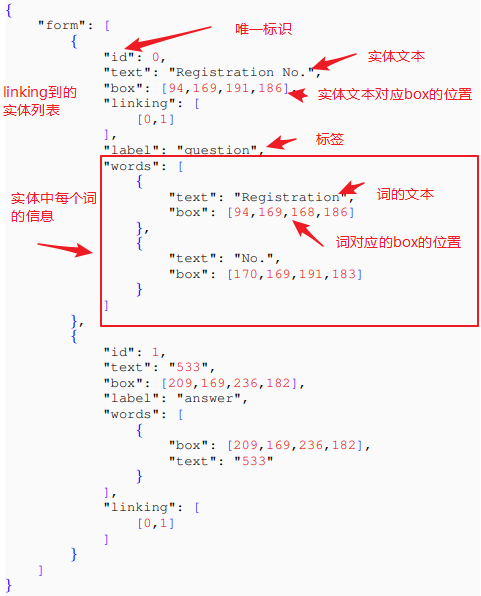 {
"form": [
{
唯一标识
"id": 0,
实体文本
"text": "Registration No.",
linking到的
实体列表
"box": [94,169,191,186],
实体文本对应box的位置
"linking": [
[0,1]
],
标签
"label": "question",
"words": [
{
实体中每个词
的信息
"text": "Registration",
词的文本
"box": [94,169,168,186]
},
词对应的box的位置
{
"text": "No.",
"box": [170,169,191,183]
}
]
},
{
"id": 1,
"text": "533",
"box": [209,169,236,182],
"label": "answer",
"words": [
{
"box": [209,169,236,182],
"text": "533"
}
],
"linking": [
[0,1]
]
}
]
}